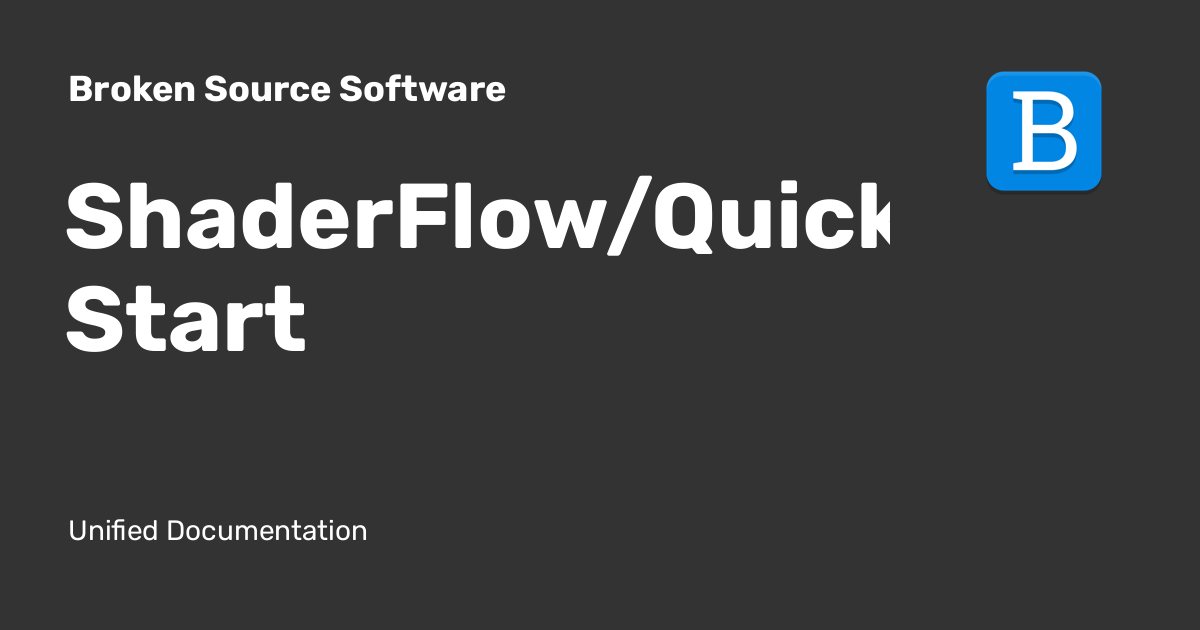 Broken Source Software
B
ShaderFlow/Quick
Start
Unified Documentation